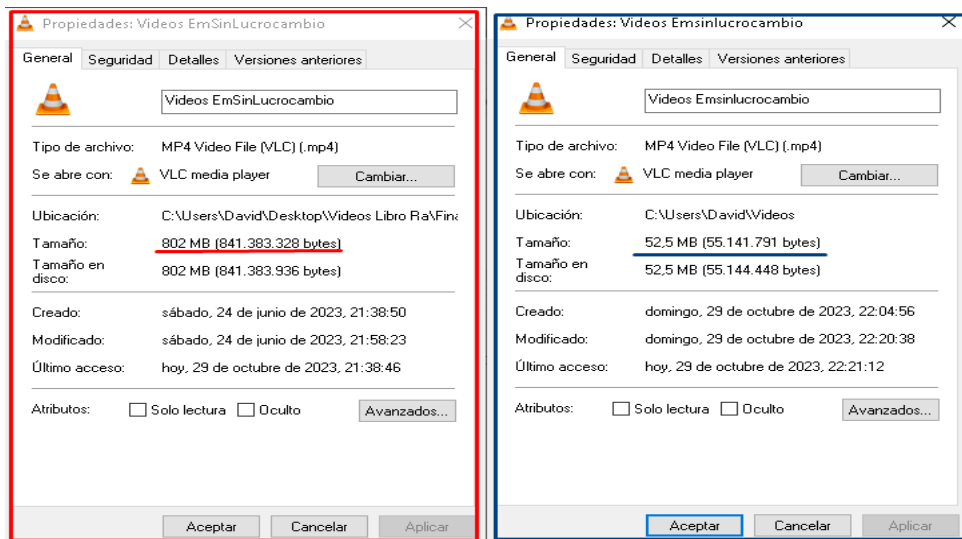 Propiedades: Videos EmSinLucrocambio
General Seguridad Detalles Versiones anteriores
Videos EmSinLucrocambio
Tipo de archivo: MP4 Video File (VLC) (.mp4)
Se abre con: VLC media player Cambiar...
Ubicación: C:\Users\David\Desktop\Videos Libro Ra\Fina
Tamaño: 802 MB (841.383.328 bytes)
Tamaño en disco: 802 MB (841.383.936 bytes)
Creado: sábado, 24 de junio de 2023, 21:38:50
Modificado: sábado, 24 de junio de 2023, 21:58:23
Último acceso: hoy, 29 de octubre de 2023, 21:38:46
Atributos: Solo lectura Oculto Avanzados...
Aceptar Cancelar Aplicar
Propiedades: Videos Emsinlucrocambio
General Seguridad Detalles Versiones anteriores
Videos Emsinlucrocambio
Tipo de archivo: MP4 Video File (VLC) (.mp4)
Se abre con: VLC media player Cambiar...
Ubicación: C:\Users\David\Videos
Tamaño: 52,5 MB (55.141.791 bytes)
Tamaño en disco: 52,5 MB (55.144.448 bytes)
Creado: domingo, 29 de octubre de 2023, 22:04:56
Modificado: domingo, 29 de octubre de 2023, 22:20:38
Último acceso: hoy, 29 de octubre de 2023, 22:21:12
Atributos: Solo lectura Oculto Avanzados...
Aceptar Cancelar Aplicar